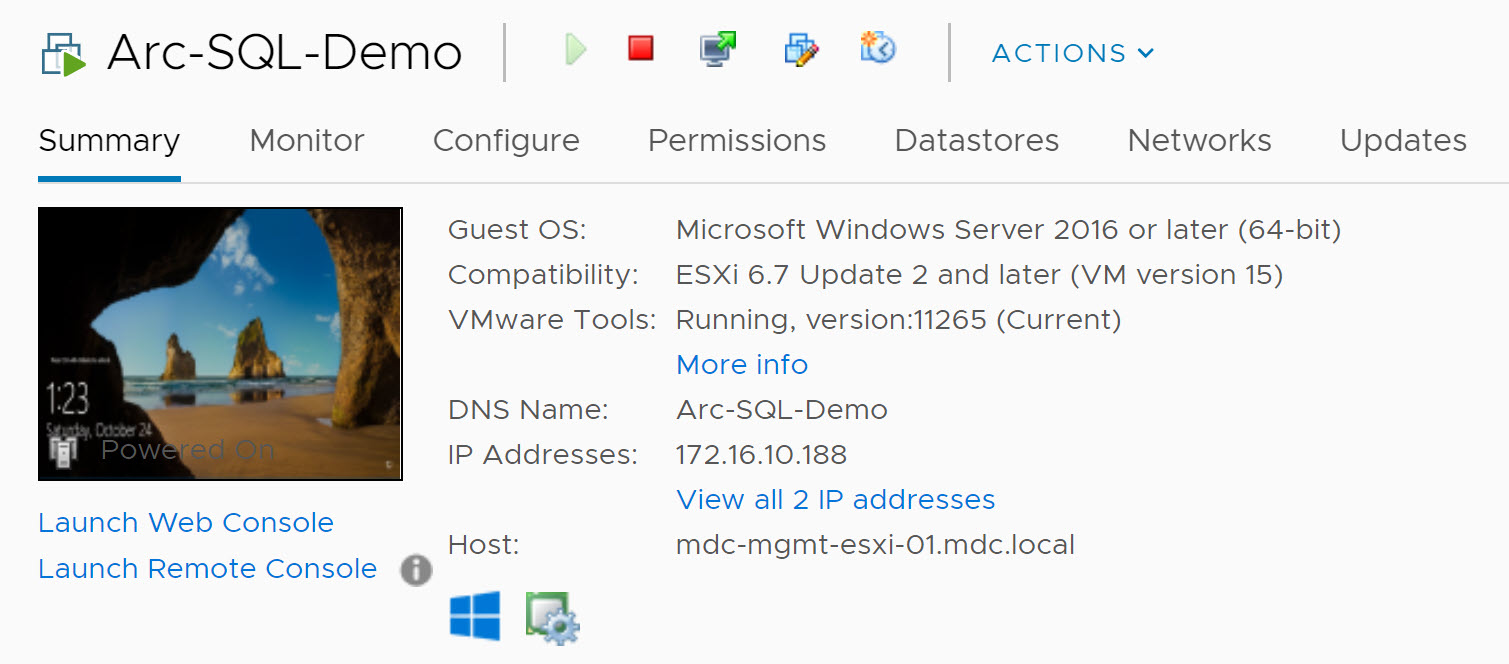 Arc-SQL-Demo
ACTIONS
Summary Monitor Configure Permissions Datastores Networks Updates
Guest OS: Microsoft Windows Server 2016 or later (64-bit)
Compatibility: ESXi 6.7 Update 2 and later (VM version 15)
VMware Tools: Running, version:11265 (Current)
More info
DNS Name: Arc-SQL-Demo
IP Addresses: 172.16.10.188
View all 2 IP addresses
Host: mdc-mgmt-esxi-01.mdc.local
1:23
Saturday, October 24
Powered On
Launch Web Console
Launch Remote Console